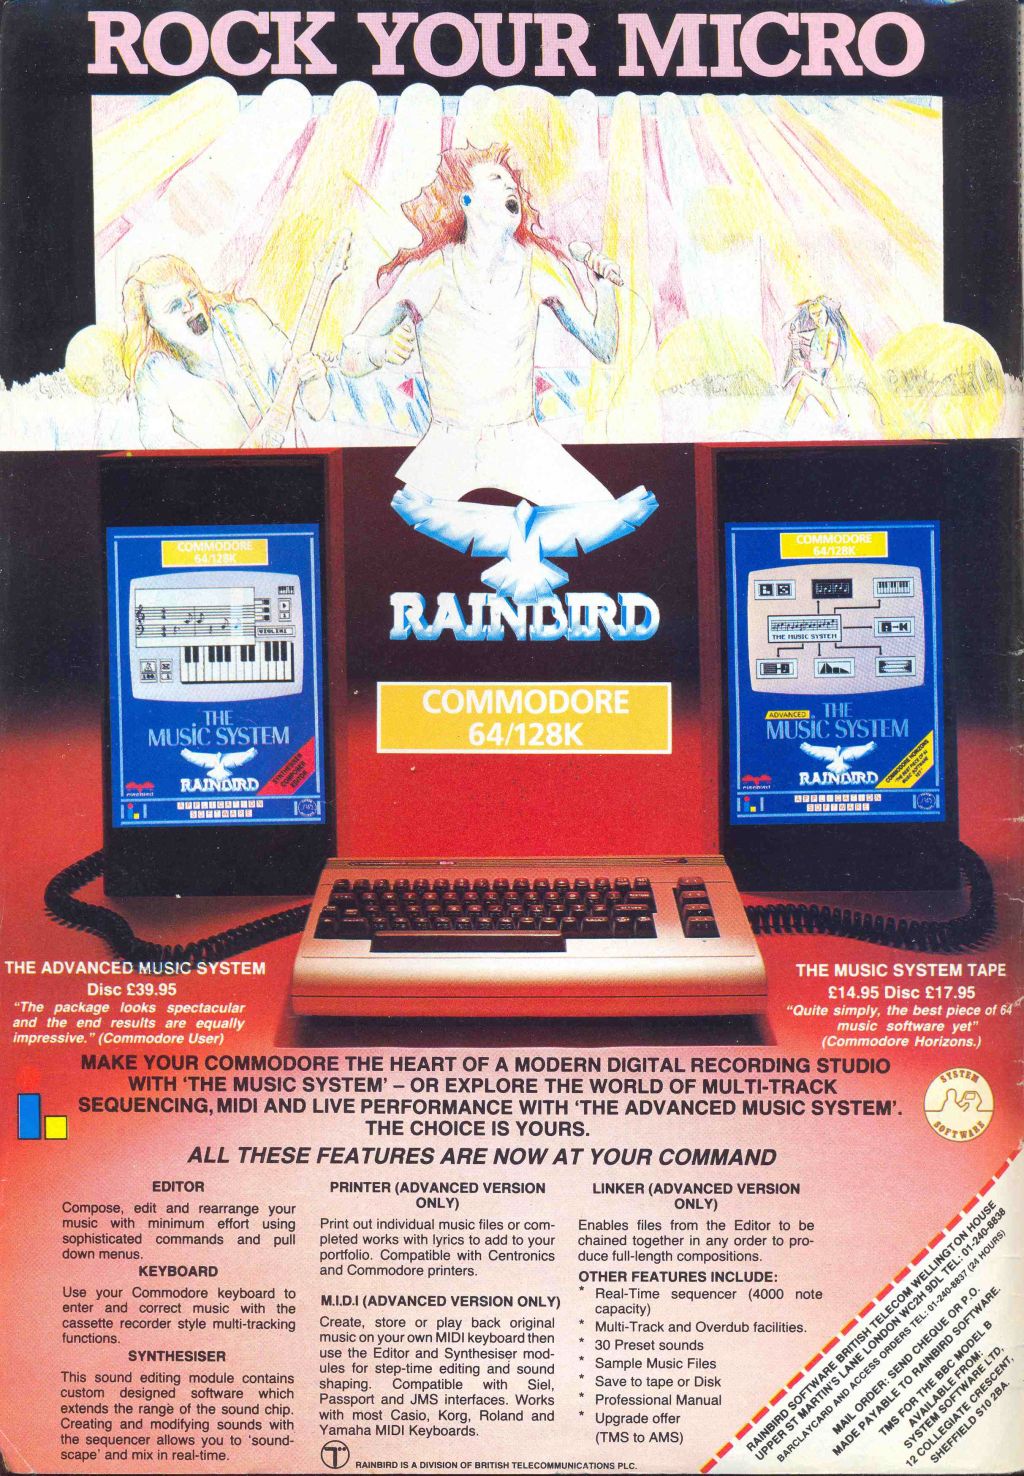 ROCK YOUR MICRO
RAINBIRD
COMMODORE
64/128K
COMMODORE
64/128K
VIOLIN1
THE
MUSIC SYSTEM
RAINBIRD
SYNTHESISER
COMPOSER
EDITOR
FIREBIRD
APPLICATION
SOFTWARE
COMMODORE
64/128K
THE MUSIC SYSTEM
ADVANCED THE
MUSIC SYSTEM
RAINBIRD
COMMODORE HORIZONS
FIREBIRD
APPLICATION
SOFTWARE
THE ADVANCED MUSIC SYSTEM
Disc £39.95
"The package looks spectacular
and the end results are equally
impressive." (Commodore User)
THE MUSIC SYSTEM TAPE
£14.95 Disc £17.95
"Quite simply, the best piece of 64
music software yet"
(Commodore Horizons.)
MAKE YOUR COMMODORE THE HEART OF A MODERN DIGITAL RECORDING STUDIO
WITH 'THE MUSIC SYSTEM' – OR EXPLORE THE WORLD OF MULTI-TRACK
SEQUENCING, MIDI AND LIVE PERFORMANCE WITH 'THE ADVANCED MUSIC SYSTEM'.
THE CHOICE IS YOURS.
SYSTEM
SOFTWARE
ALL THESE FEATURES ARE NOW AT YOUR COMMAND
EDITOR
Compose, edit and rearrange your
music with minimum effort using
sophisticated commands and pull
down menus.
KEYBOARD
Use your Commodore keyboard to
enter and correct music with the
cassette recorder style multi-tracking
functions.
SYNTHESISER
This sound editing module contains
custom designed software which
extends the range of the sound chip.
Creating and modifying sounds with
the sequencer allows you to 'sound-
scape' and mix in real-time.
PRINTER (ADVANCED VERSION
ONLY)
Print out individual music files or com-
pleted works with lyrics to add to your
portfolio. Compatible with Centronics
and Commodore printers.
M.I.D.I (ADVANCED VERSION ONLY)
Create, store or play back original
music on your own MIDI keyboard then
use the Editor and Synthesiser mod-
ules for step-time editing and sound
shaping. Compatible with Siel,
Passport and JMS interfaces. Works
with most Casio, Korg, Roland and
Yamaha MIDI Keyboards.
LINKER (ADVANCED VERSION
ONLY)
Enables files from the Editor to be
chained together in any order to pro-
duce full-length compositions.
OTHER FEATURES INCLUDE:
* Real-Time sequencer (4000 note
capacity)
* Multi-Track and Overdub facilities.
* 30 Preset sounds
* Sample Music Files
* Save to tape or Disk
* Professional Manual
* Upgrade offer
(TMS to AMS)
RAINBIRD SOFTWARE BRITISH TELECOM WELLINGTON HOUSE
UPPER ST MARTIN'S LANE LONDON WC2H 9DL TEL: 01-240-8838
BARCLAYCARD AND ACCESS ORDERS TEL: 01-240-8837 (24 HOURS)
MAIL ORDER: SEND CHEQUE OR P.O.
MADE PAYABLE TO RAINBIRD SOFTWARE.
TMS FOR THE BBC MODEL B
AVAILABLE FROM:
SYSTEM SOFTWARE LTD,
12 COLLEGIATE CRESCENT,
SHEFFIELD S10 2BA.
RAINBIRD IS A DIVISION OF BRITISH TELECOMMUNICATIONS PLC.